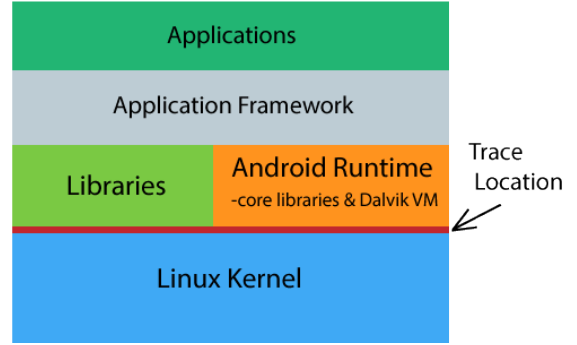 Applications
Application Framework
Libraries
Android Runtime
-core libraries & Dalvik VM
Trace
Location
Linux Kernel